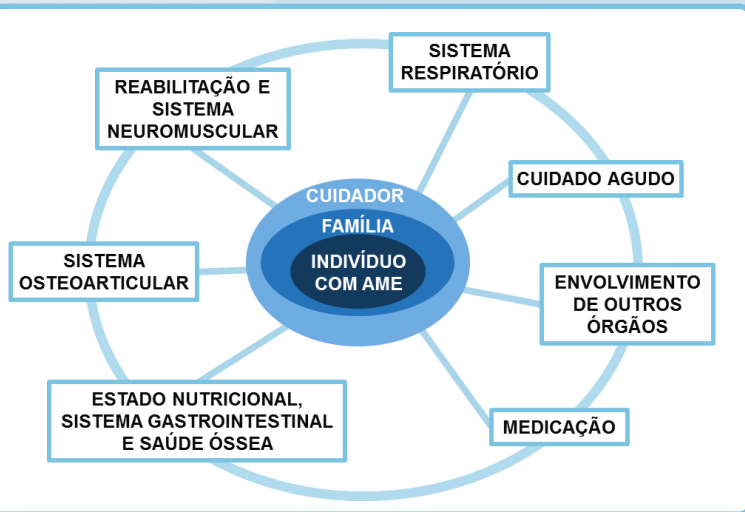 SISTEMA
RESPIRATÓRIO
REABILITAÇÃO E
SISTEMA
NEUROMUSCULAR
CUIDADO AGUDO
CUIDADOR
FAMÍLIA
INDIVÍDUO
COM AME
SISTEMA
OSTEOARTICULAR
ENVOLVIMENTO
DE OUTROS
ÓRGÃOS
ESTADO NUTRICIONAL,
SISTEMA GASTROINTESTINAL
E SAÚDE ÓSSEA
MEDICAÇÃO